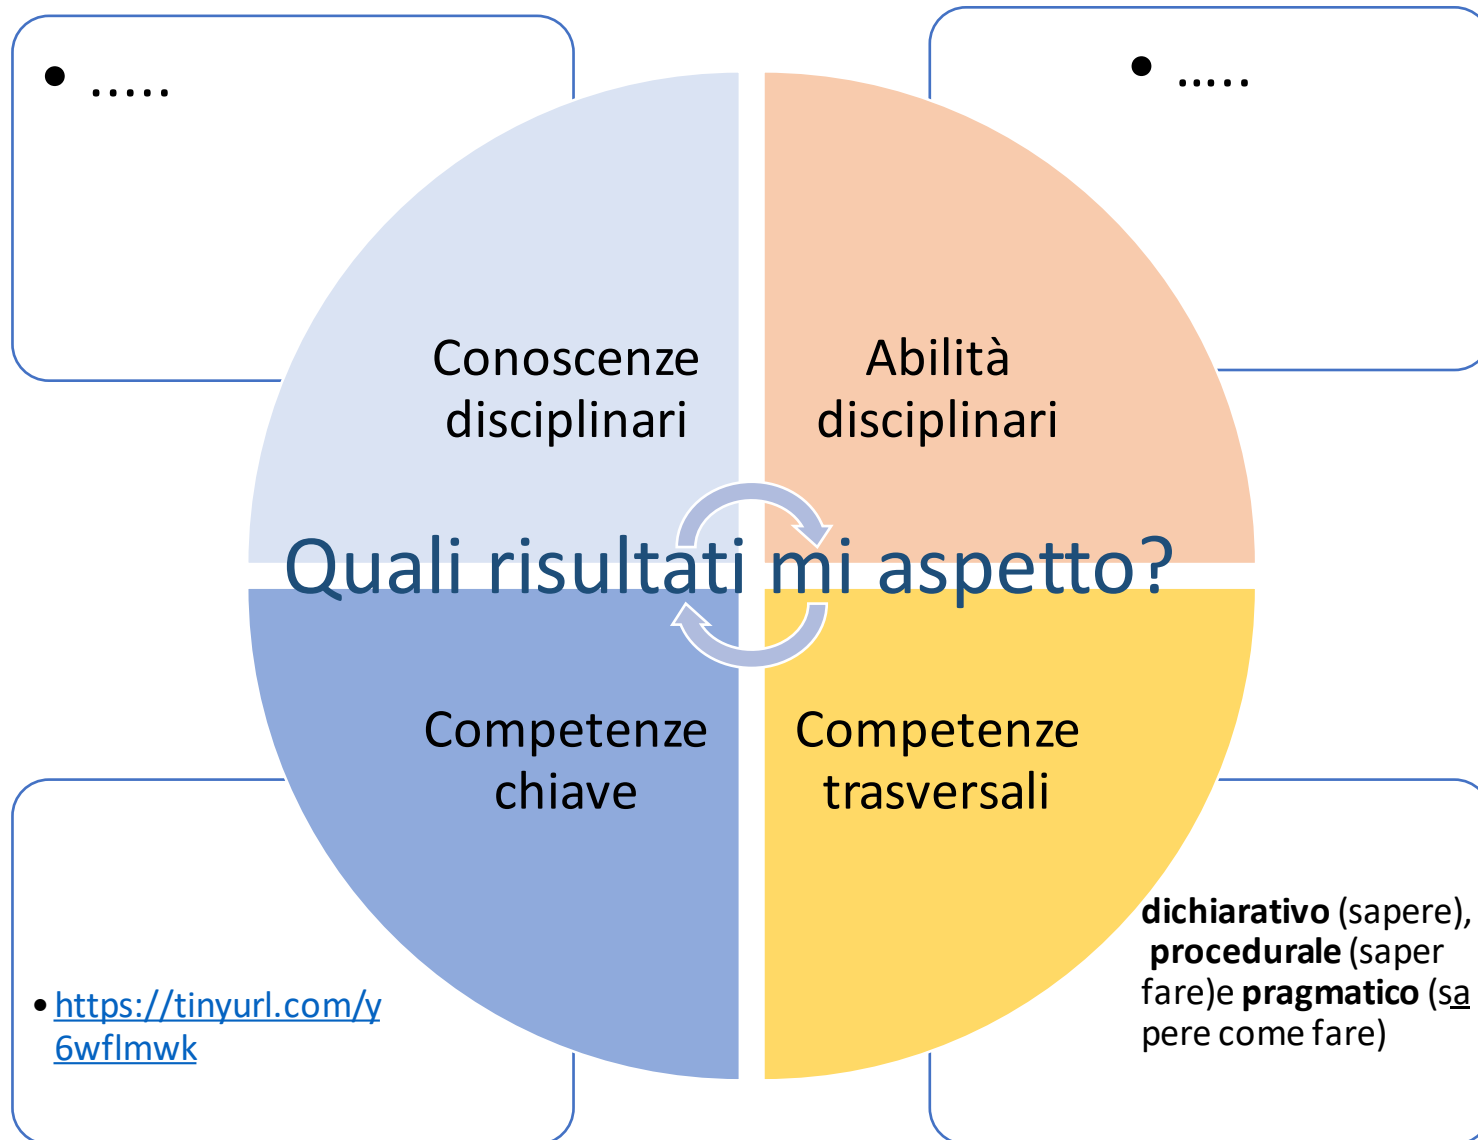 • .....
• .....
Conoscenze
disciplinari
Abilità
disciplinari
Quali risultati mi aspetto?
Competenze
chiave
Competenze
trasversali
• https://tinyurl.com/y
6wflmwk
dichiarativo (sapere),
procedurale (saper
fare)e pragmatico (sa
pere come fare)